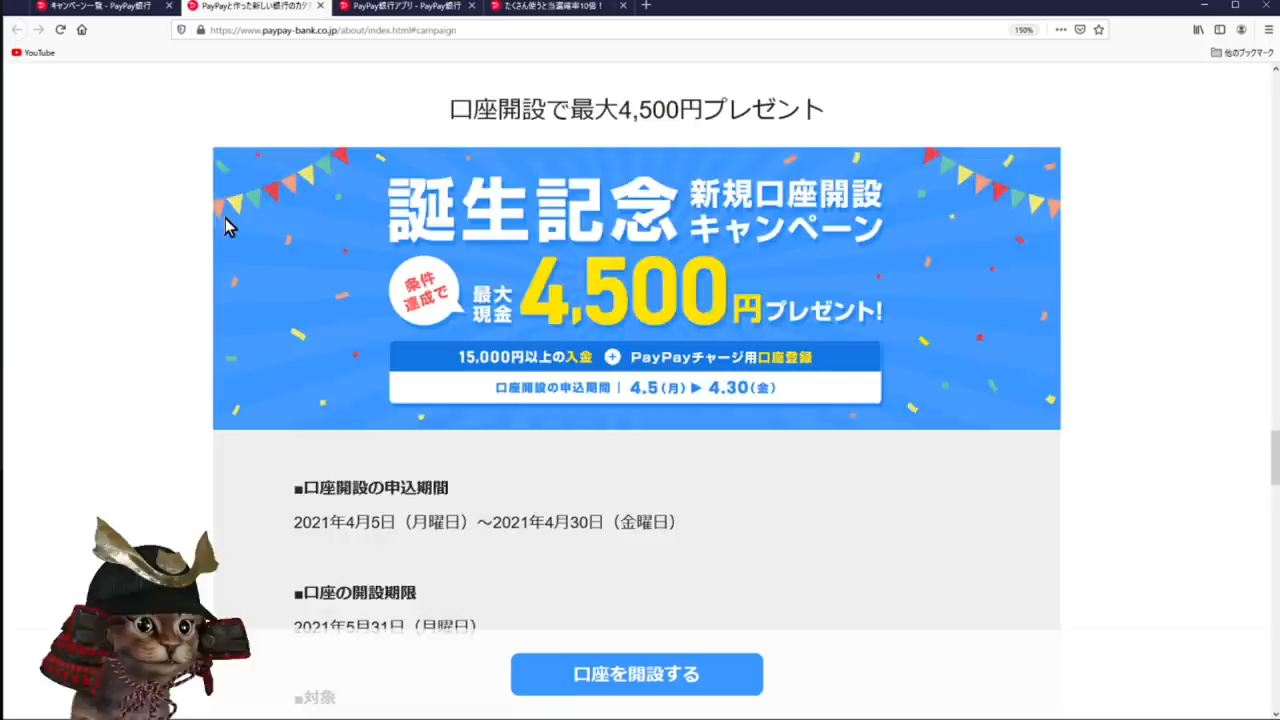 キャンペーン一覧 - PayPay銀行
PayPayと作った新しい銀行のカタチ
PayPay銀行アプリ - PayPay銀行
たくさん使うと当選確率10倍！
https://www.paypay-bank.co.jp/about/index.html#campaign
150%
YouTube
他のブックマーク
口座開設で最大4,500円プレゼント
誕生記念 新規口座開設
キャンペーン
条件
達成で
最大
現金
4,500円プレゼント!
15,000円以上の入金 + PayPayチャージ用口座登録
口座開設の申込期間 | 4.5(月) ▶ 4.30(金)
■口座開設の申込期間
2021年4月5日（月曜日）～2021年4月30日（金曜日）
■口座の開設期限
2021年5月31日（月曜日）
口座を開設する
■対象